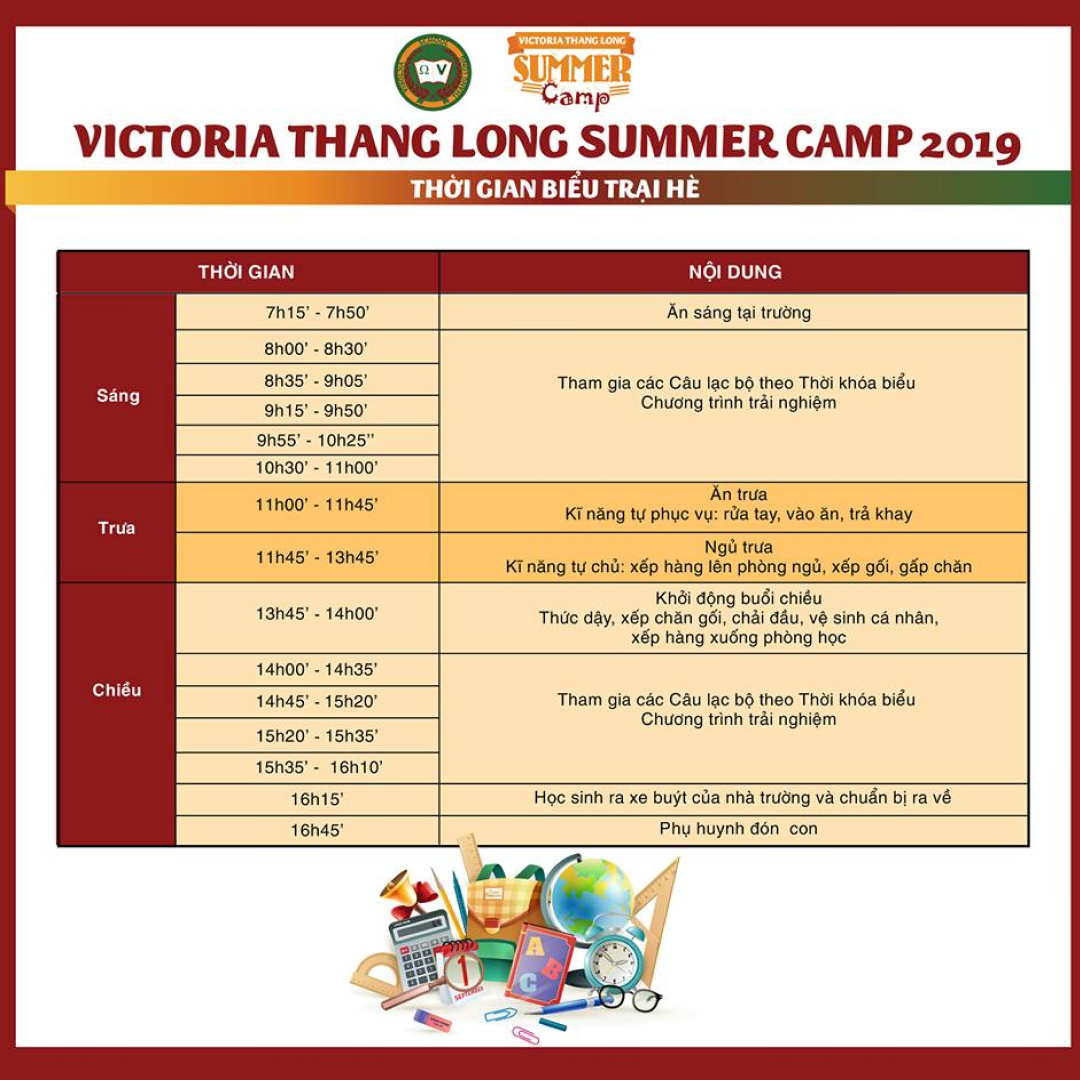 SCHOOL
Ω V
VICTORIA THANG LONG
SUMMER
Camp
VICTORIA THANG LONG SUMMER CAMP 2019
THỜI GIAN BIỂU TRẠI HÈ
THỜI GIAN
NỘI DUNG
Sáng
7h15' - 7h50'
Ăn sáng tại trường
8h00' - 8h30'
8h35' - 9h05'
9h15' - 9h50'
9h55' - 10h25''
10h30' - 11h00'
Tham gia các Câu lạc bộ theo Thời khóa biểu
Chương trình trải nghiệm
Trưa
11h00' - 11h45'
Ăn trưa
Kĩ năng tự phục vụ: rửa tay, vào ăn, trả khay
11h45' - 13h45'
Ngủ trưa
Kĩ năng tự chủ: xếp hàng lên phòng ngủ, xếp gối, gấp chăn
Chiều
13h45' - 14h00'
Khởi động buổi chiều
Thức dậy, xếp chăn gối, chải đầu, vệ sinh cá nhân,
xếp hàng xuống phòng học
14h00' - 14h35'
14h45' - 15h20'
15h20' - 15h35'
15h35' - 16h10'
Tham gia các Câu lạc bộ theo Thời khóa biểu
Chương trình trải nghiệm
16h15'
Học sinh ra xe buýt của nhà trường và chuẩn bị ra về
16h45'
Phụ huynh đón con
A
B
C
1
SEPTEMBER